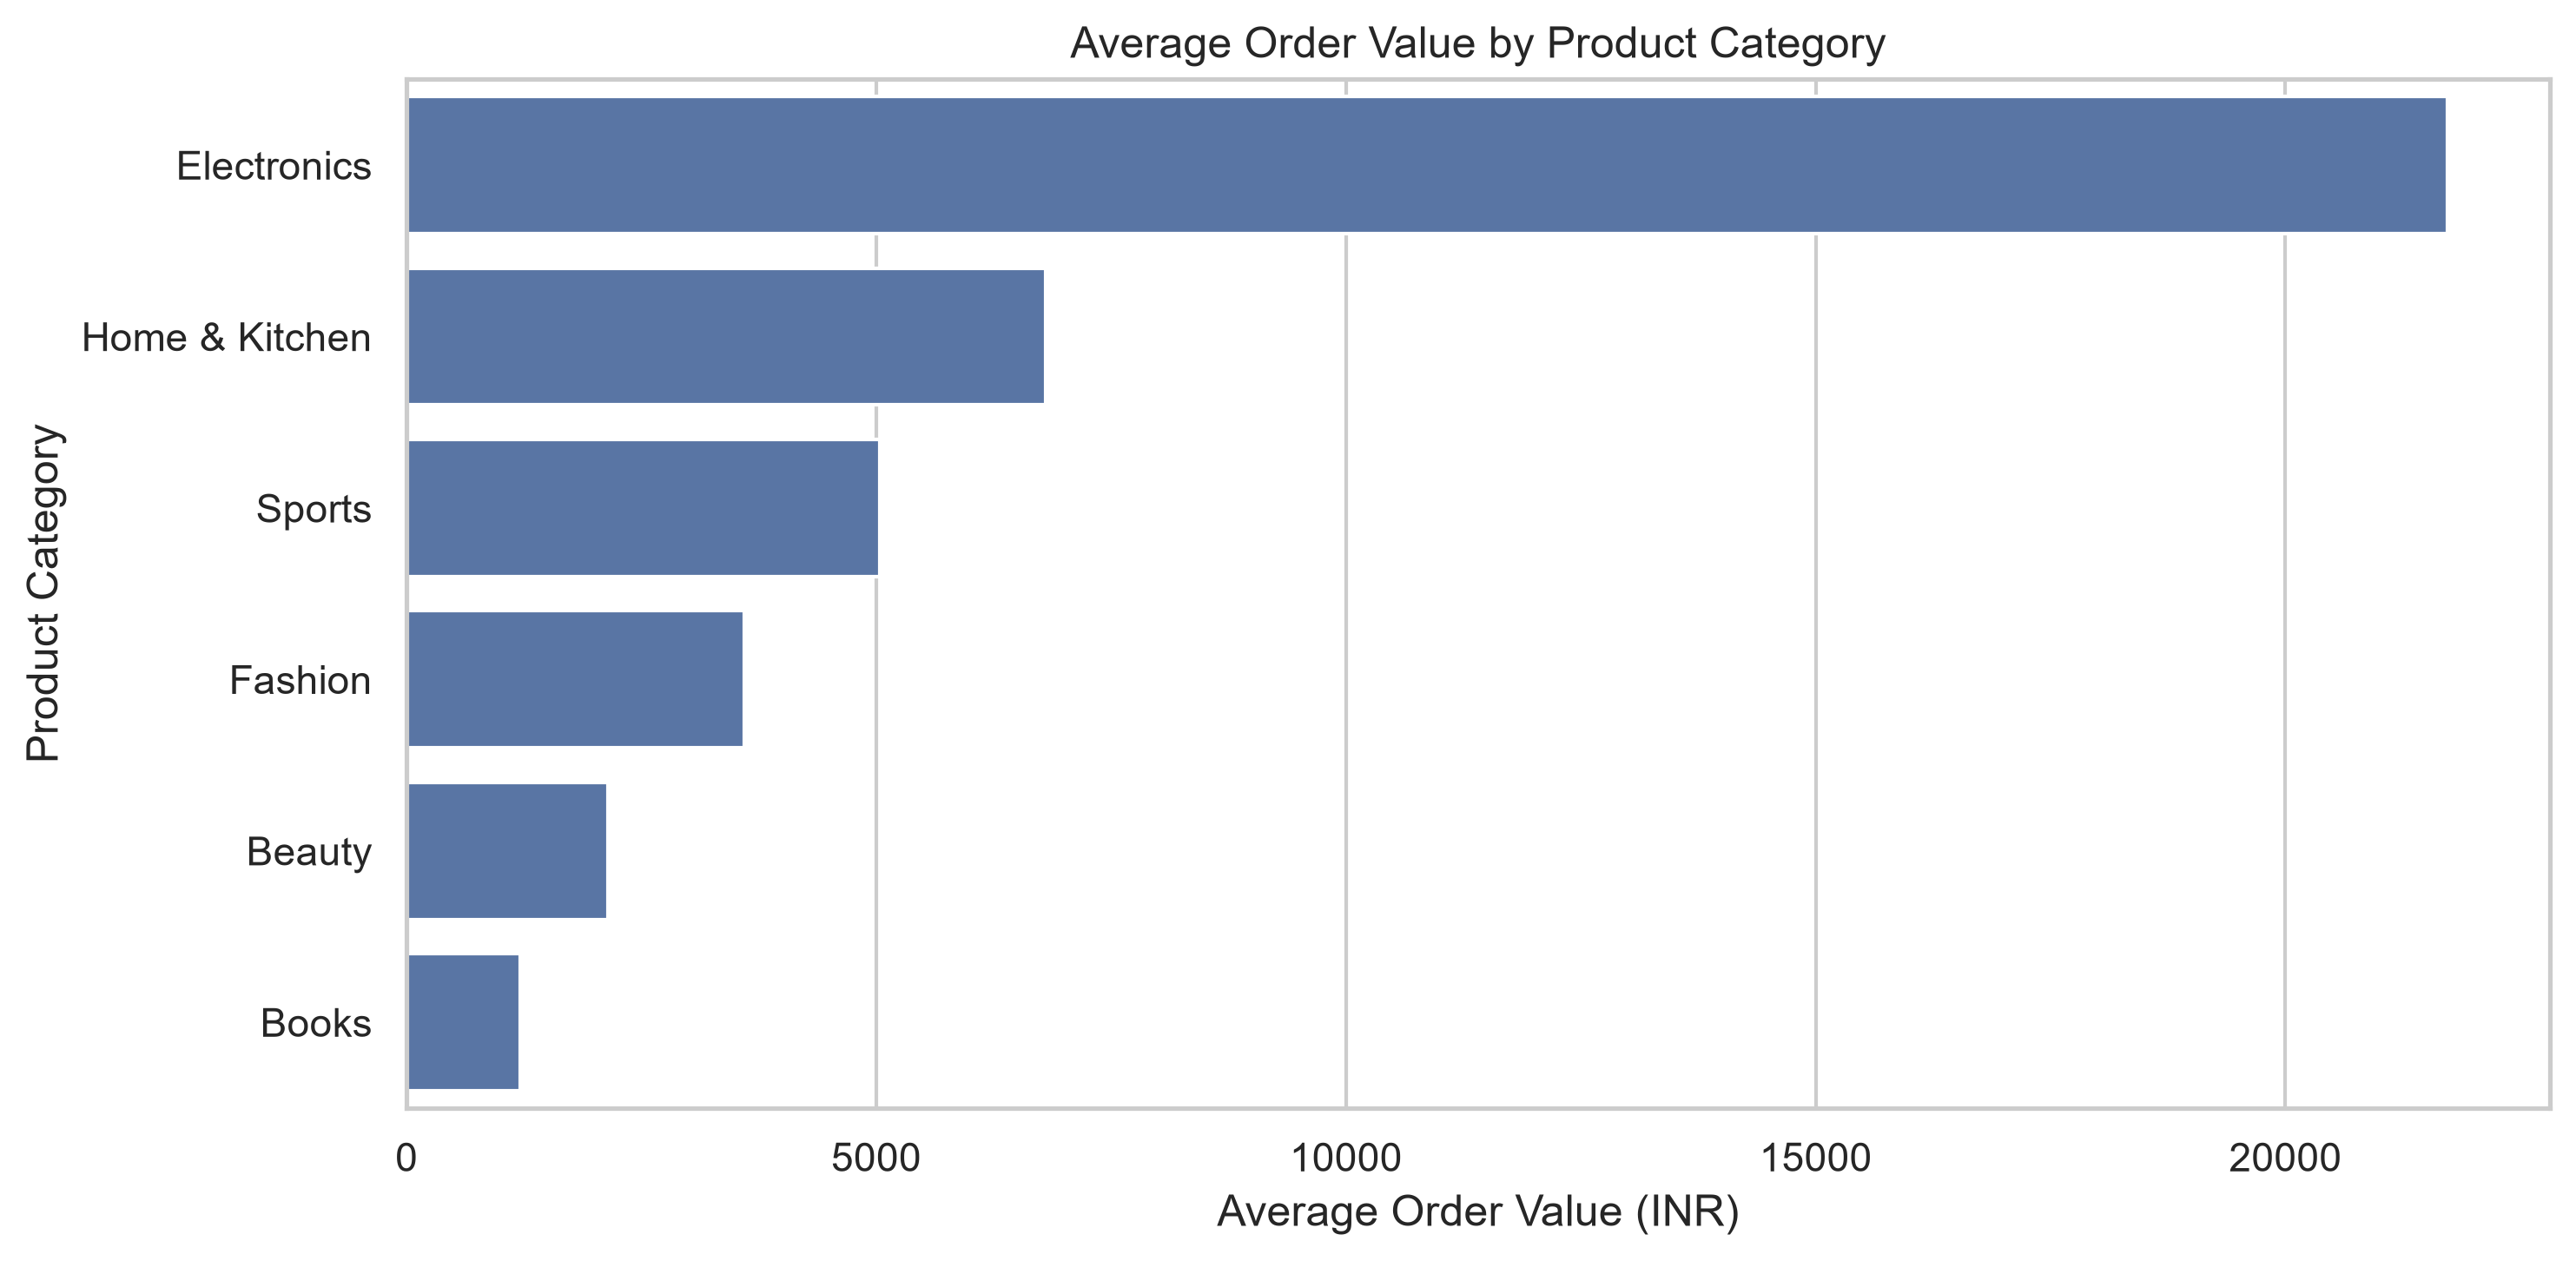 Average Order Value by Product Category
Product Category
Electronics
Home & Kitchen
Sports
Fashion
Beauty
Books
0 5000 10000 15000 20000
Average Order Value (INR)